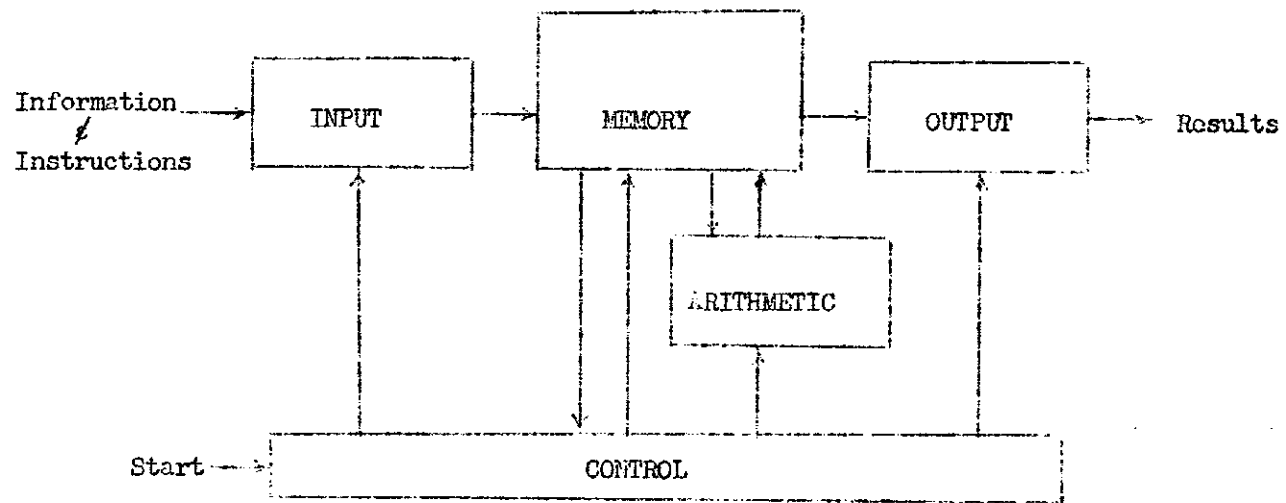 Information
&
Instructions
INPUT
MEMORY
OUTPUT
Results
ARITHMETIC
Start
CONTROL